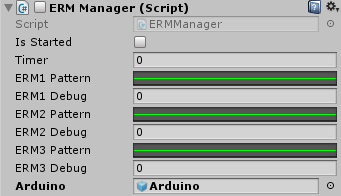 ERM Manager (Script)
Script ERMManager
Is Started
Timer 0
ERM1 Pattern
ERM1 Debug 0
ERM2 Pattern
ERM2 Debug 0
ERM3 Pattern
ERM3 Debug 0
Arduino Arduino